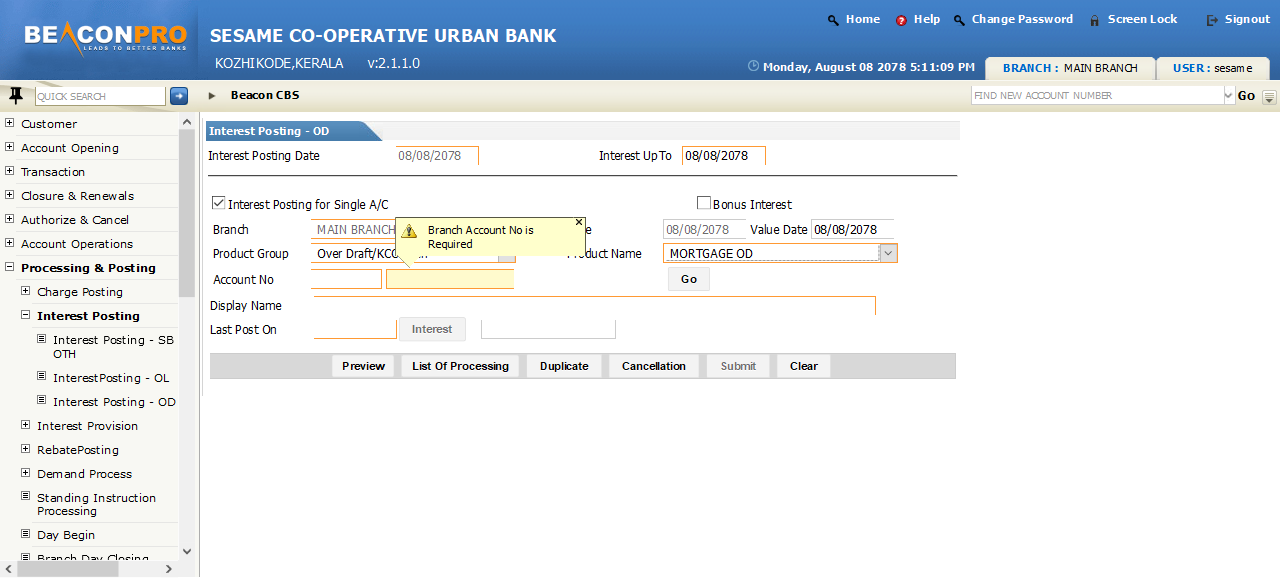 BEACONPRO
LEADS TO BETTER BANKS
SESAME CO-OPERATIVE URBAN BANK
KOZHIKODE,KERALA v:2.1.1.0
Home Help Change Password Screen Lock Signout
Monday, August 08 2078 5:11:09 PM
BRANCH : MAIN BRANCH USER : sesame
QUICK SEARCH
Beacon CBS
FIND NEW ACCOUNT NUMBER Go
Customer
Account Opening
Transaction
Closure & Renewals
Authorize & Cancel
Account Operations
Processing & Posting
Charge Posting
Interest Posting
Interest Posting - SB
OTH
InterestPosting - OL
Interest Posting - OD
Interest Provision
RebatePosting
Demand Process
Standing Instruction
Processing
Day Begin
Branch Day Closing
Interest Posting - OD
Interest Posting Date 08/08/2078 Interest UpTo 08/08/2078
Interest Posting for Single A/C Bonus Interest
Branch MAIN BRANCH 08/08/2078 Value Date 08/08/2078
Branch Account No is
Required
Product Group Over Draft/KCC Product Name MORTGAGE OD
Account No Go
Display Name
Last Post On Interest
Preview List Of Processing Duplicate Cancellation Submit Clear